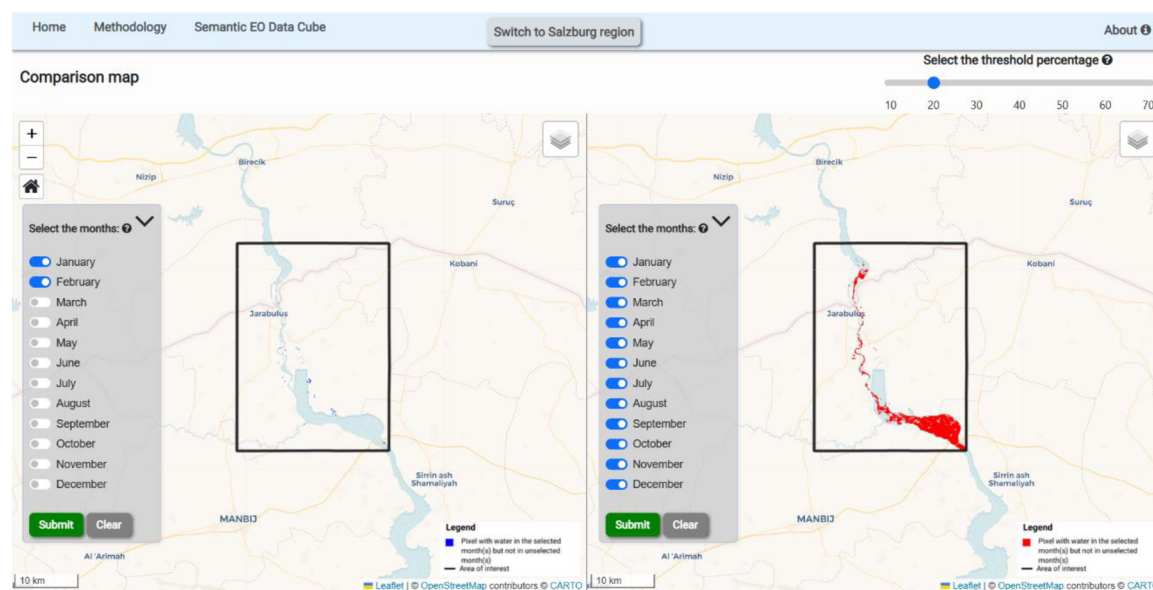 Home Methodology Semantic EO Data Cube Switch to Salzburg region About
Comparison map
Select the threshold percentage
10 20 30 40 50 60 70
+
−
Birecik
Nizip
Suruç
Select the months:
January
February
March
April
May
June
July
August
September
October
November
December
Submit Clear
Kobani
Jarabulus
Sirrin ash
Shamaliyah
MANBIJ
Al 'Arimah
Legend
Pixel with water in the selected
month(s) but not in unselected
month(s)
Area of interest
10 km
Leaflet | © OpenStreetMap contributors © CARTO
Birecik
Nizip
Suruç
Select the months:
January
February
March
April
May
June
July
August
September
October
November
December
Submit Clear
Kobani
Jarabulus
Sirrin ash
Shamaliyah
MANBIJ
Al 'Arimah
Legend
Pixel with water in the selected
month(s) but not in unselected
month(s)
Area of interest
10 km
Leaflet | © OpenStreetMap contributors © CARTO